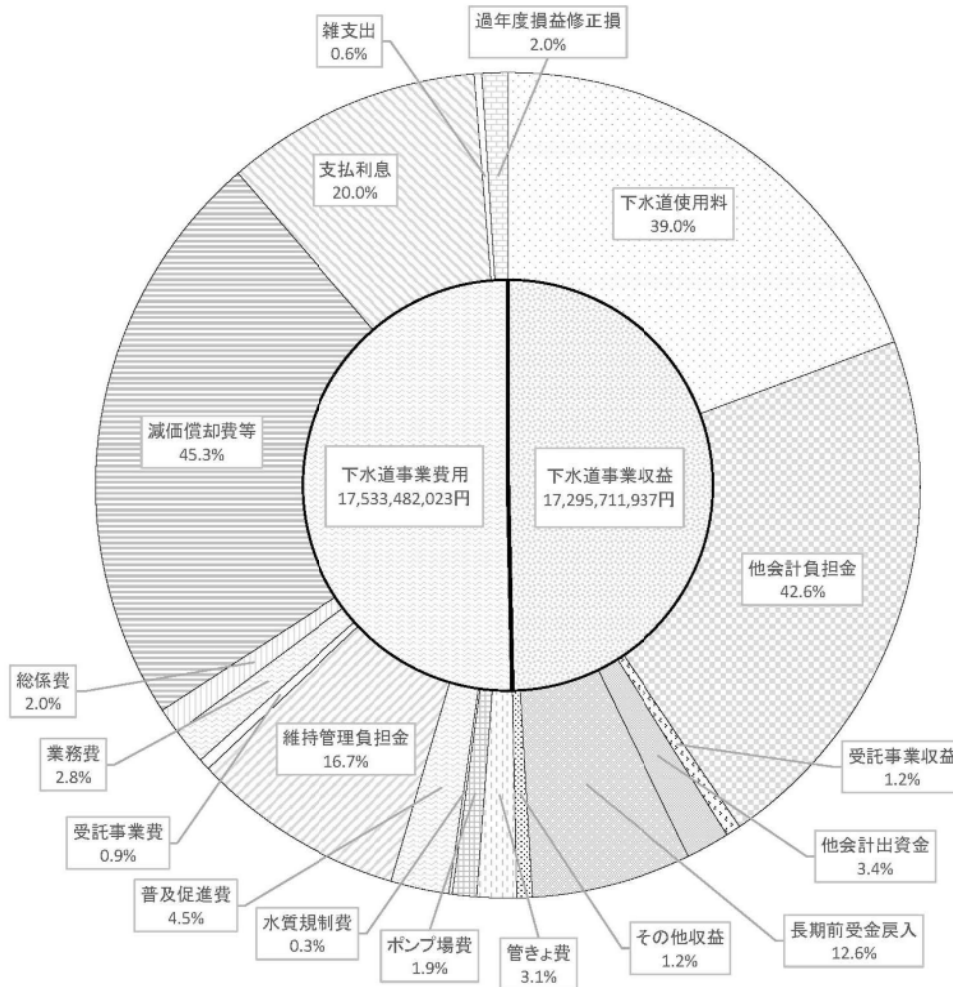 雑支出
0.6%
過年度損益修正損
2.0%
支払利息
20.0%
下水道使用料
39.0%
減価償却費等
45.3%
下水道事業費用
17,533,482,023円
下水道事業収益
17,295,711,937円
他会計負担金
42.6%
総係費
2.0%
業務費
2.8%
維持管理負担金
16.7%
受託事業収益
1.2%
受託事業費
0.9%
他会計出資金
3.4%
普及促進費
4.5%
水質規制費
0.3%
ポンプ場費
1.9%
管きょ費
3.1%
その他収益
1.2%
長期前受金戻入
12.6%